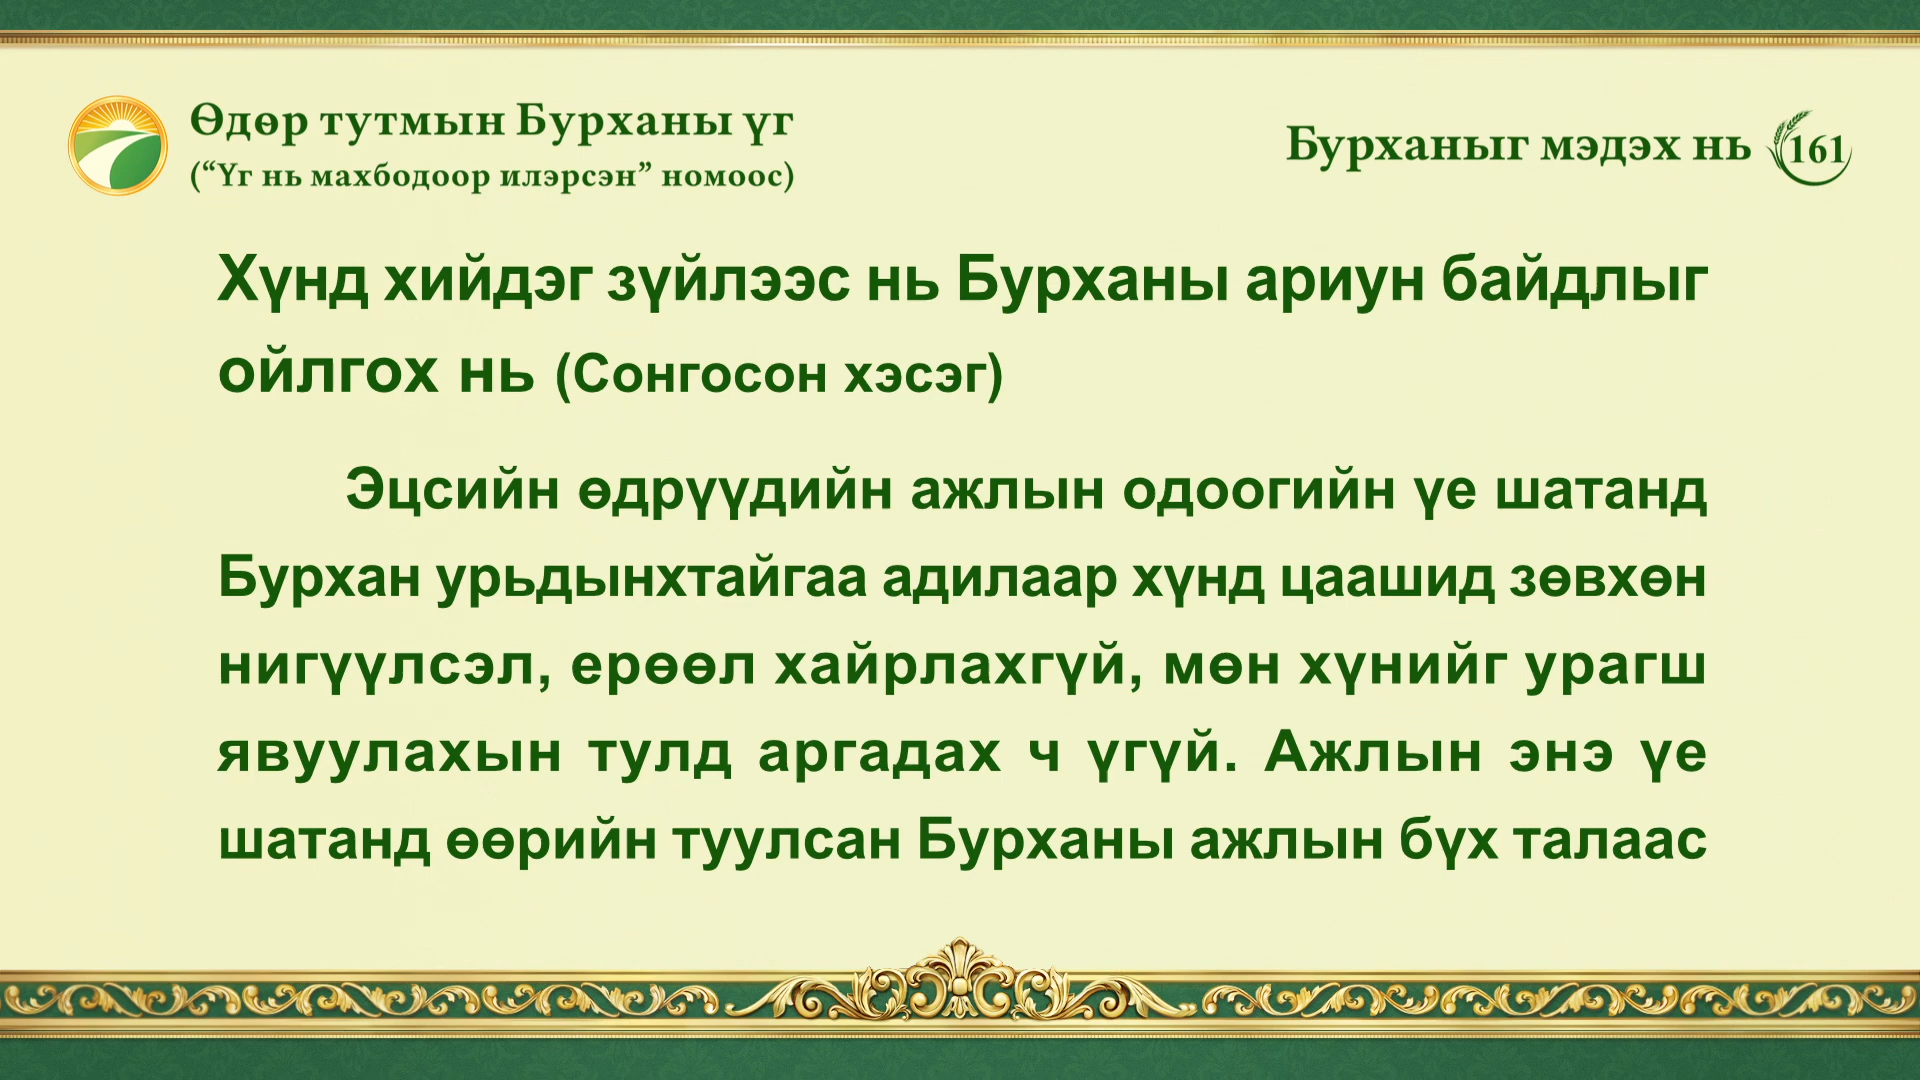 Өдөр тутмын Бурханы үг
(“Үг нь махбодоор илэрсэн” номоос)
Бурханыг мэдэх нь 161
Хүнд хийдэг зүйлээс нь Бурханы ариун байдлыг
ойлгох нь (Сонгосон хэсэг)
Эцсийн өдрүүдийн ажлын одоогийн үе шатанд
Бурхан урьдынхтайгаа адилаар хүнд цаашид зөвхөн
нигүүлсэл, ерөөл хайрлахгүй, мөн хүнийг урагш
явуулахын тулд аргадах ч үгүй. Ажлын энэ үе
шатанд өөрийн туулсан Бурханы ажлын бүх талаас